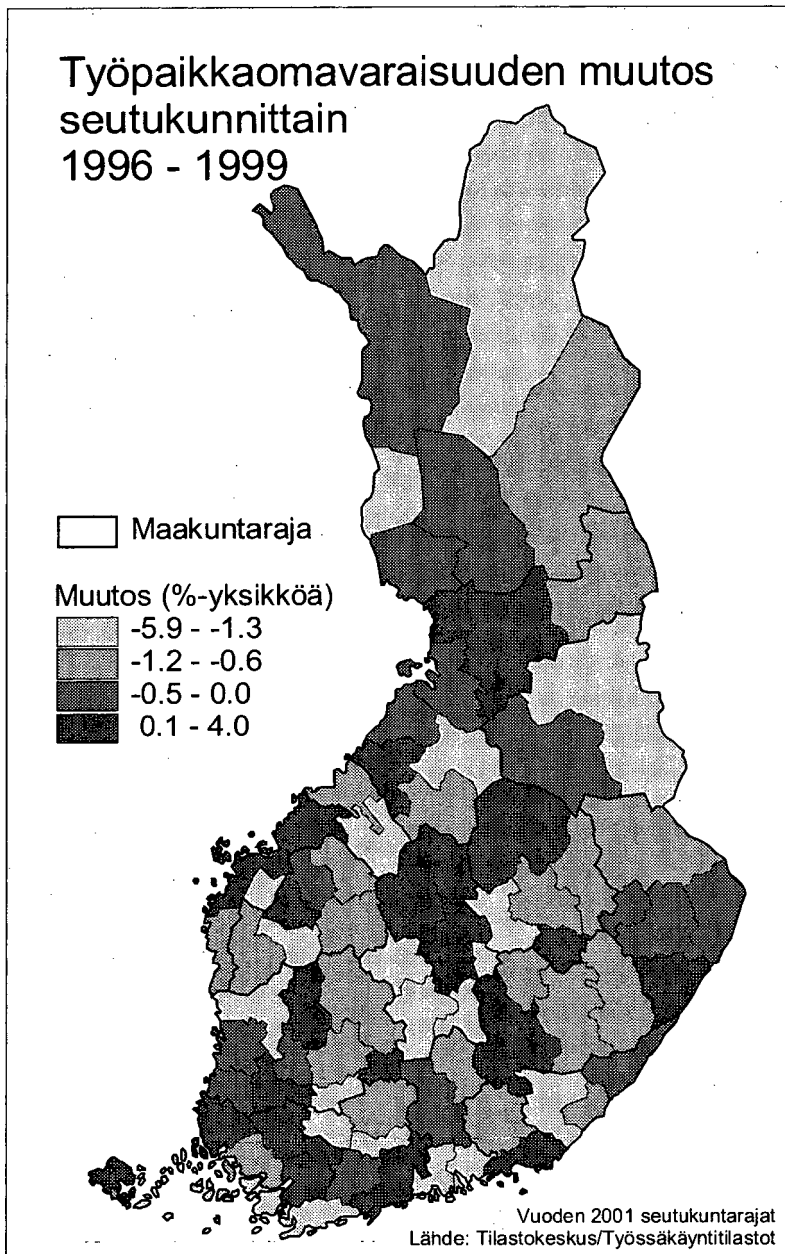 Työpaikkaomavaraisuuden muutos
seutukunnittain
1996 - 1999
Maakuntaraja
Muutos (%-yksikköä)
-5.9 - -1.3
-1.2 - -0.6
-0.5 - 0.0
0.1 - 4.0
Vuoden 2001 seutukuntarajat
Lähde: Tilastokeskus/Työssäkäyntitilastot